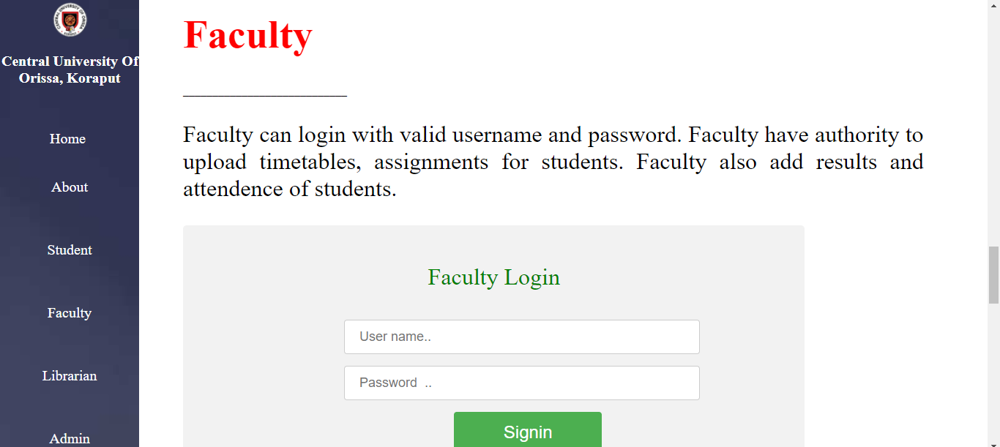 Central University Of
Orissa, Koraput
Home
About
Student
Faculty
Librarian
Admin
Faculty
Faculty can login with valid username and password. Faculty have authority to
upload timetables, assignments for students. Faculty also add results and
attendence of students.
Faculty Login
User name..
Password ..
Signin